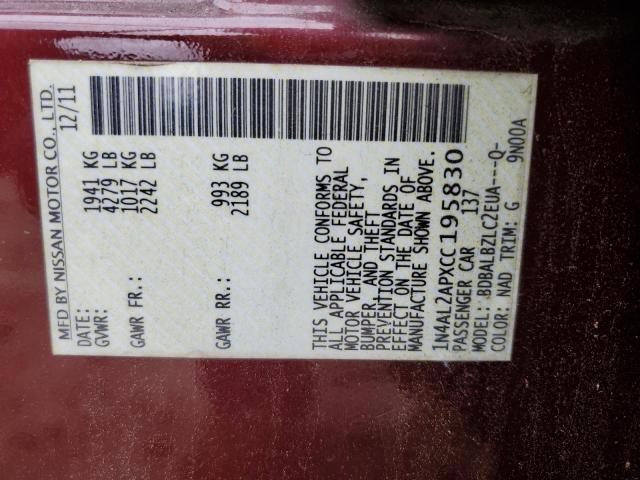 MFD BY NISSAN MOTOR CO., LTD.
DATE: 12/11
GVWR: 1941 KG
4279 LB
GAWR FR.: 1017 KG
2242 LB
GAWR RR.: 993 KG
2189 LB
THIS VEHICLE CONFORMS TO
ALL APPLICABLE FEDERAL
MOTOR VEHICLE SAFETY,
BUMPER, AND THEFT
PREVENTION STANDARDS IN
EFFECT ON THE DATE OF
MANUFACTURE SHOWN ABOVE.
1N4AL2APXCC195830
PASSENGER CAR 137
MODEL: BDBALBZLC2EUA---Q-
COLOR: NAD TRIM: G 9N00A